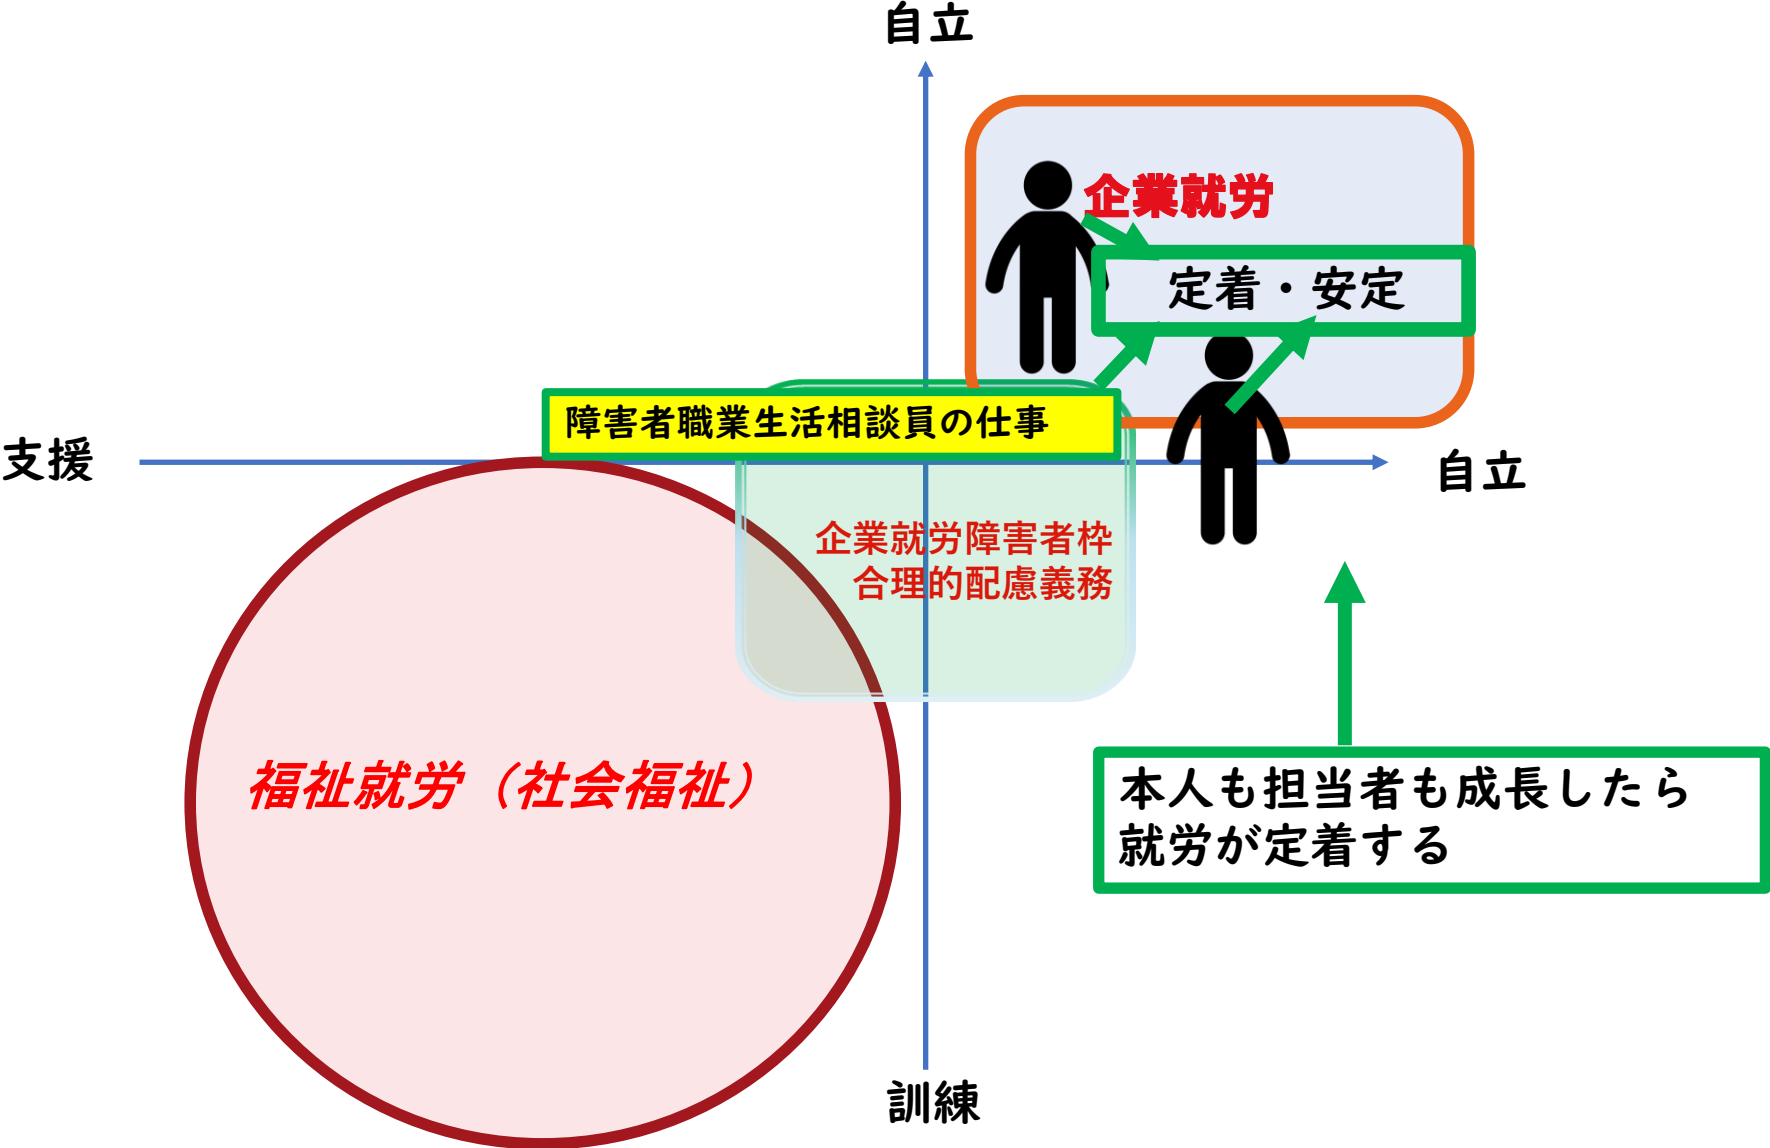 自立
企業就労
定着・安定
障害者職業生活相談員の仕事
支援
自立
企業就労障害者枠
合理的配慮義務
福祉就労（社会福祉）
本人も担当者も成長したら
就労が定着する
訓練